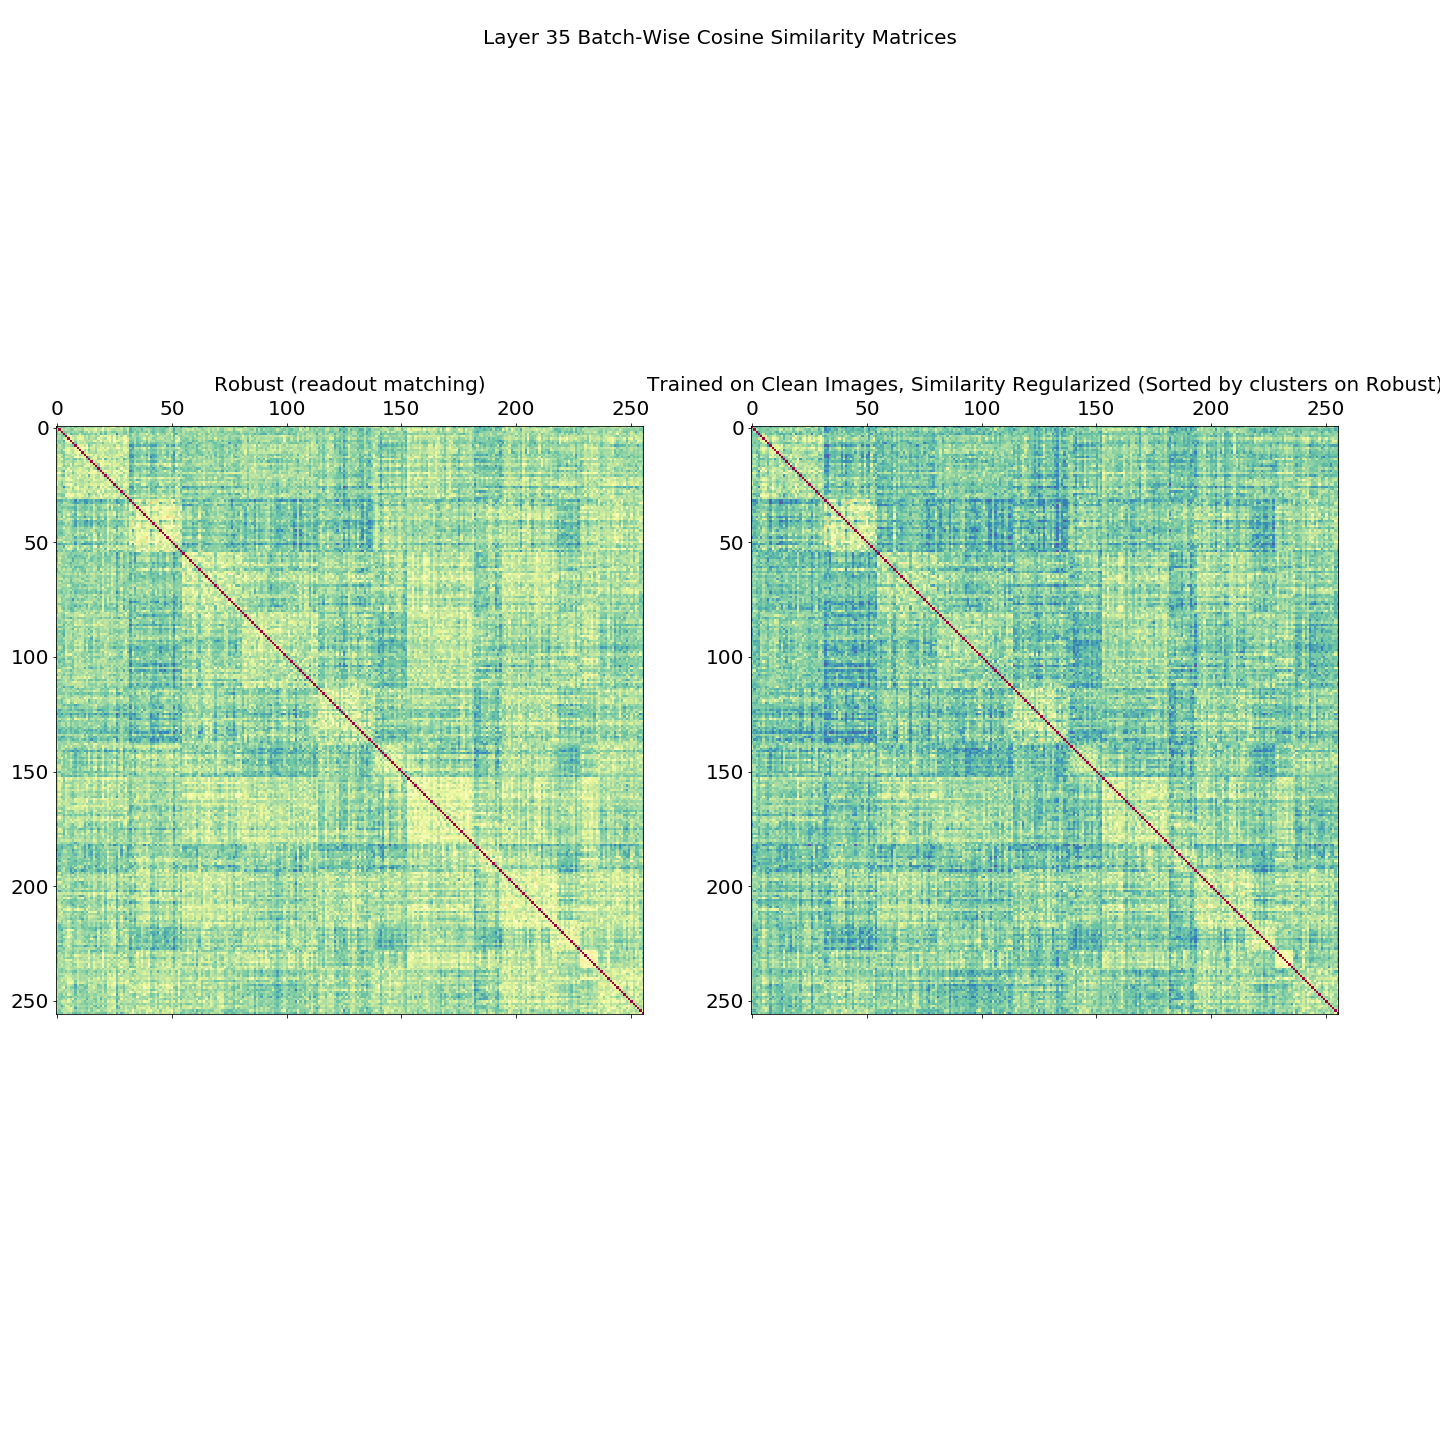 Layer 35 Batch-Wise Cosine Similarity Matrices
Robust (readout matching)
0 50 100 150 200 250
0
50
100
150
200
250
Trained on Clean Images, Similarity Regularized (Sorted by clusters on Robust)
0 50 100 150 200 250
0
50
100
150
200
250